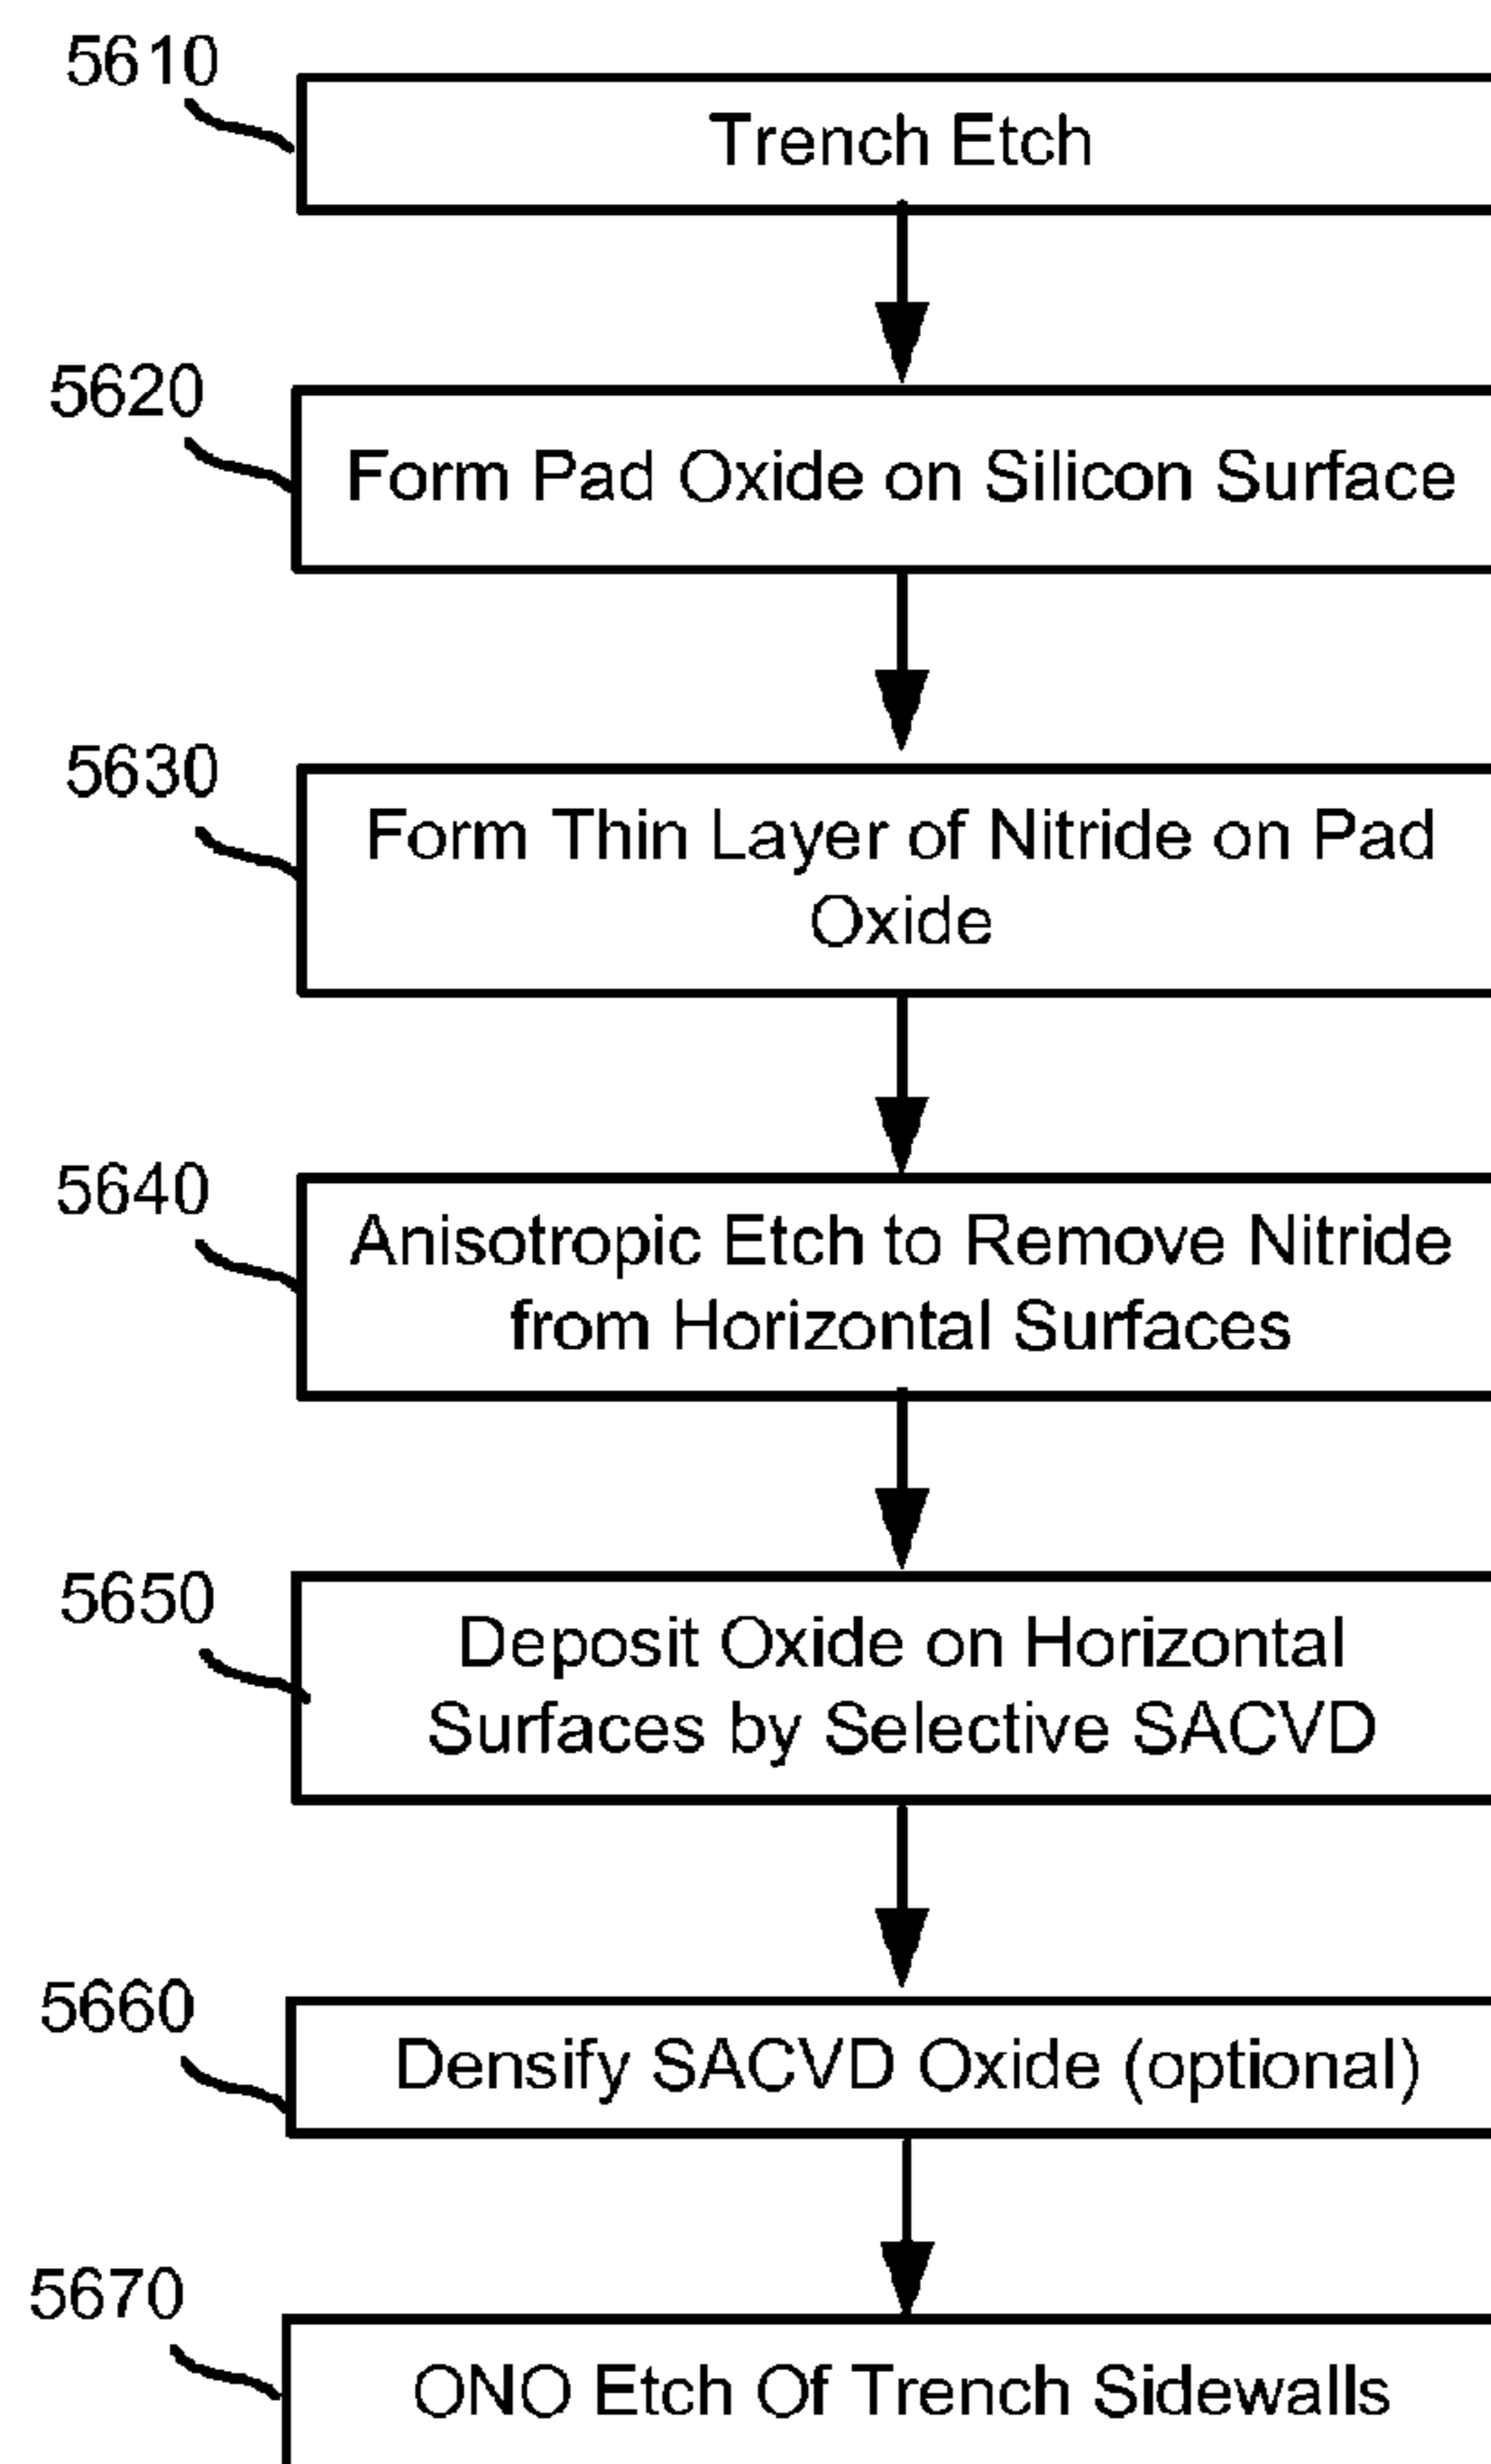 5610
Trench Etch
5620
Form Pad Oxide on Silicon Surface
5630
Form Thin Layer of Nitride on Pad
Oxide
5640
Anisotropic Etch to Remove Nitride
from Horizontal Surfaces
5650
Deposit Oxide on Horizontal
Surfaces by Selective SACVD
5660
Densify SACVD Oxide (optional)
5670
ONO Etch Of Trench Sidewalls